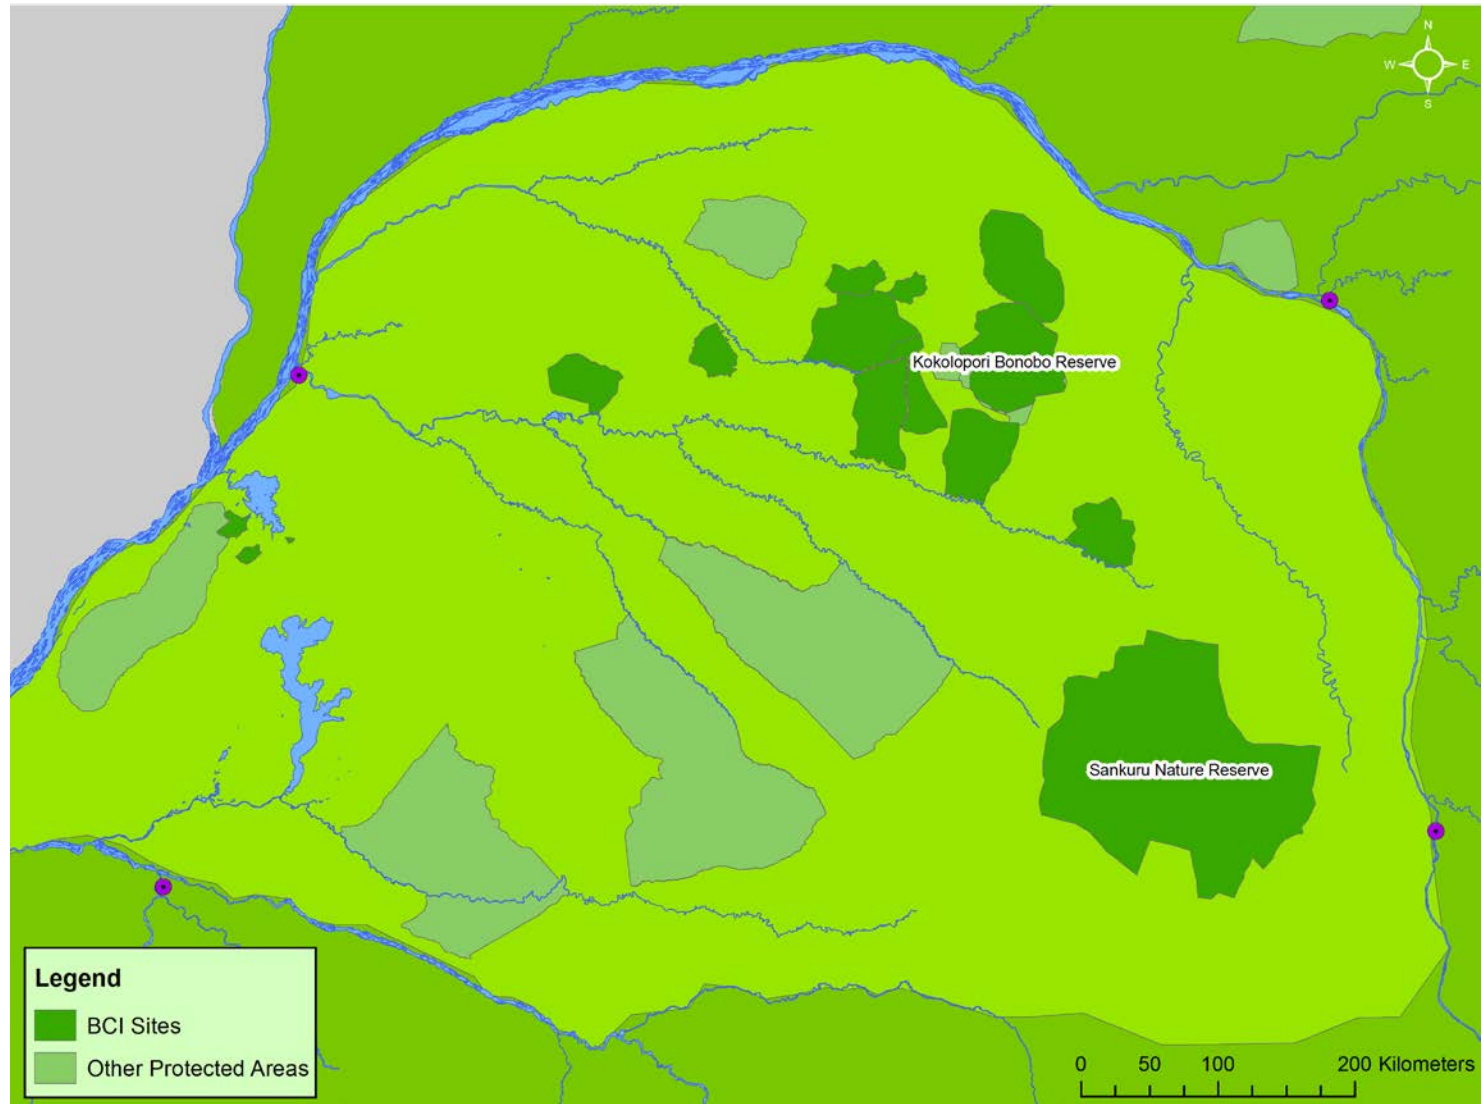 N
W E
S
Kokolopori Bonobo Reserve
Sankuru Nature Reserve
Legend
BCI Sites
Other Protected Areas
0 50 100 200 Kilometers